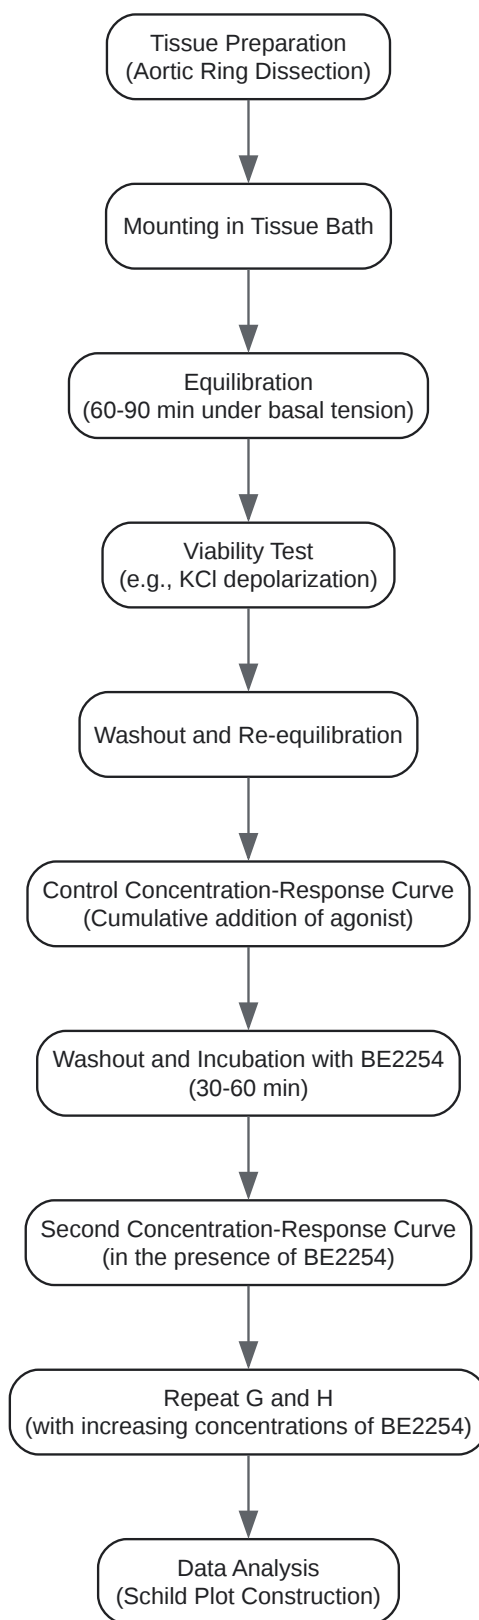 Tissue Preparation
(Aortic Ring Dissection)
Mounting in Tissue Bath
Equilibration
(60-90 min under basal tension)
Viability Test
(e.g., KCl depolarization)
Washout and Re-equilibration
Control Concentration-Response Curve
(Cumulative addition of agonist)
Washout and Incubation with BE2254
(30-60 min)
Second Concentration-Response Curve
(in the presence of BE2254)
Repeat G and H
(with increasing concentrations of BE2254)
Data Analysis
(Schild Plot Construction)